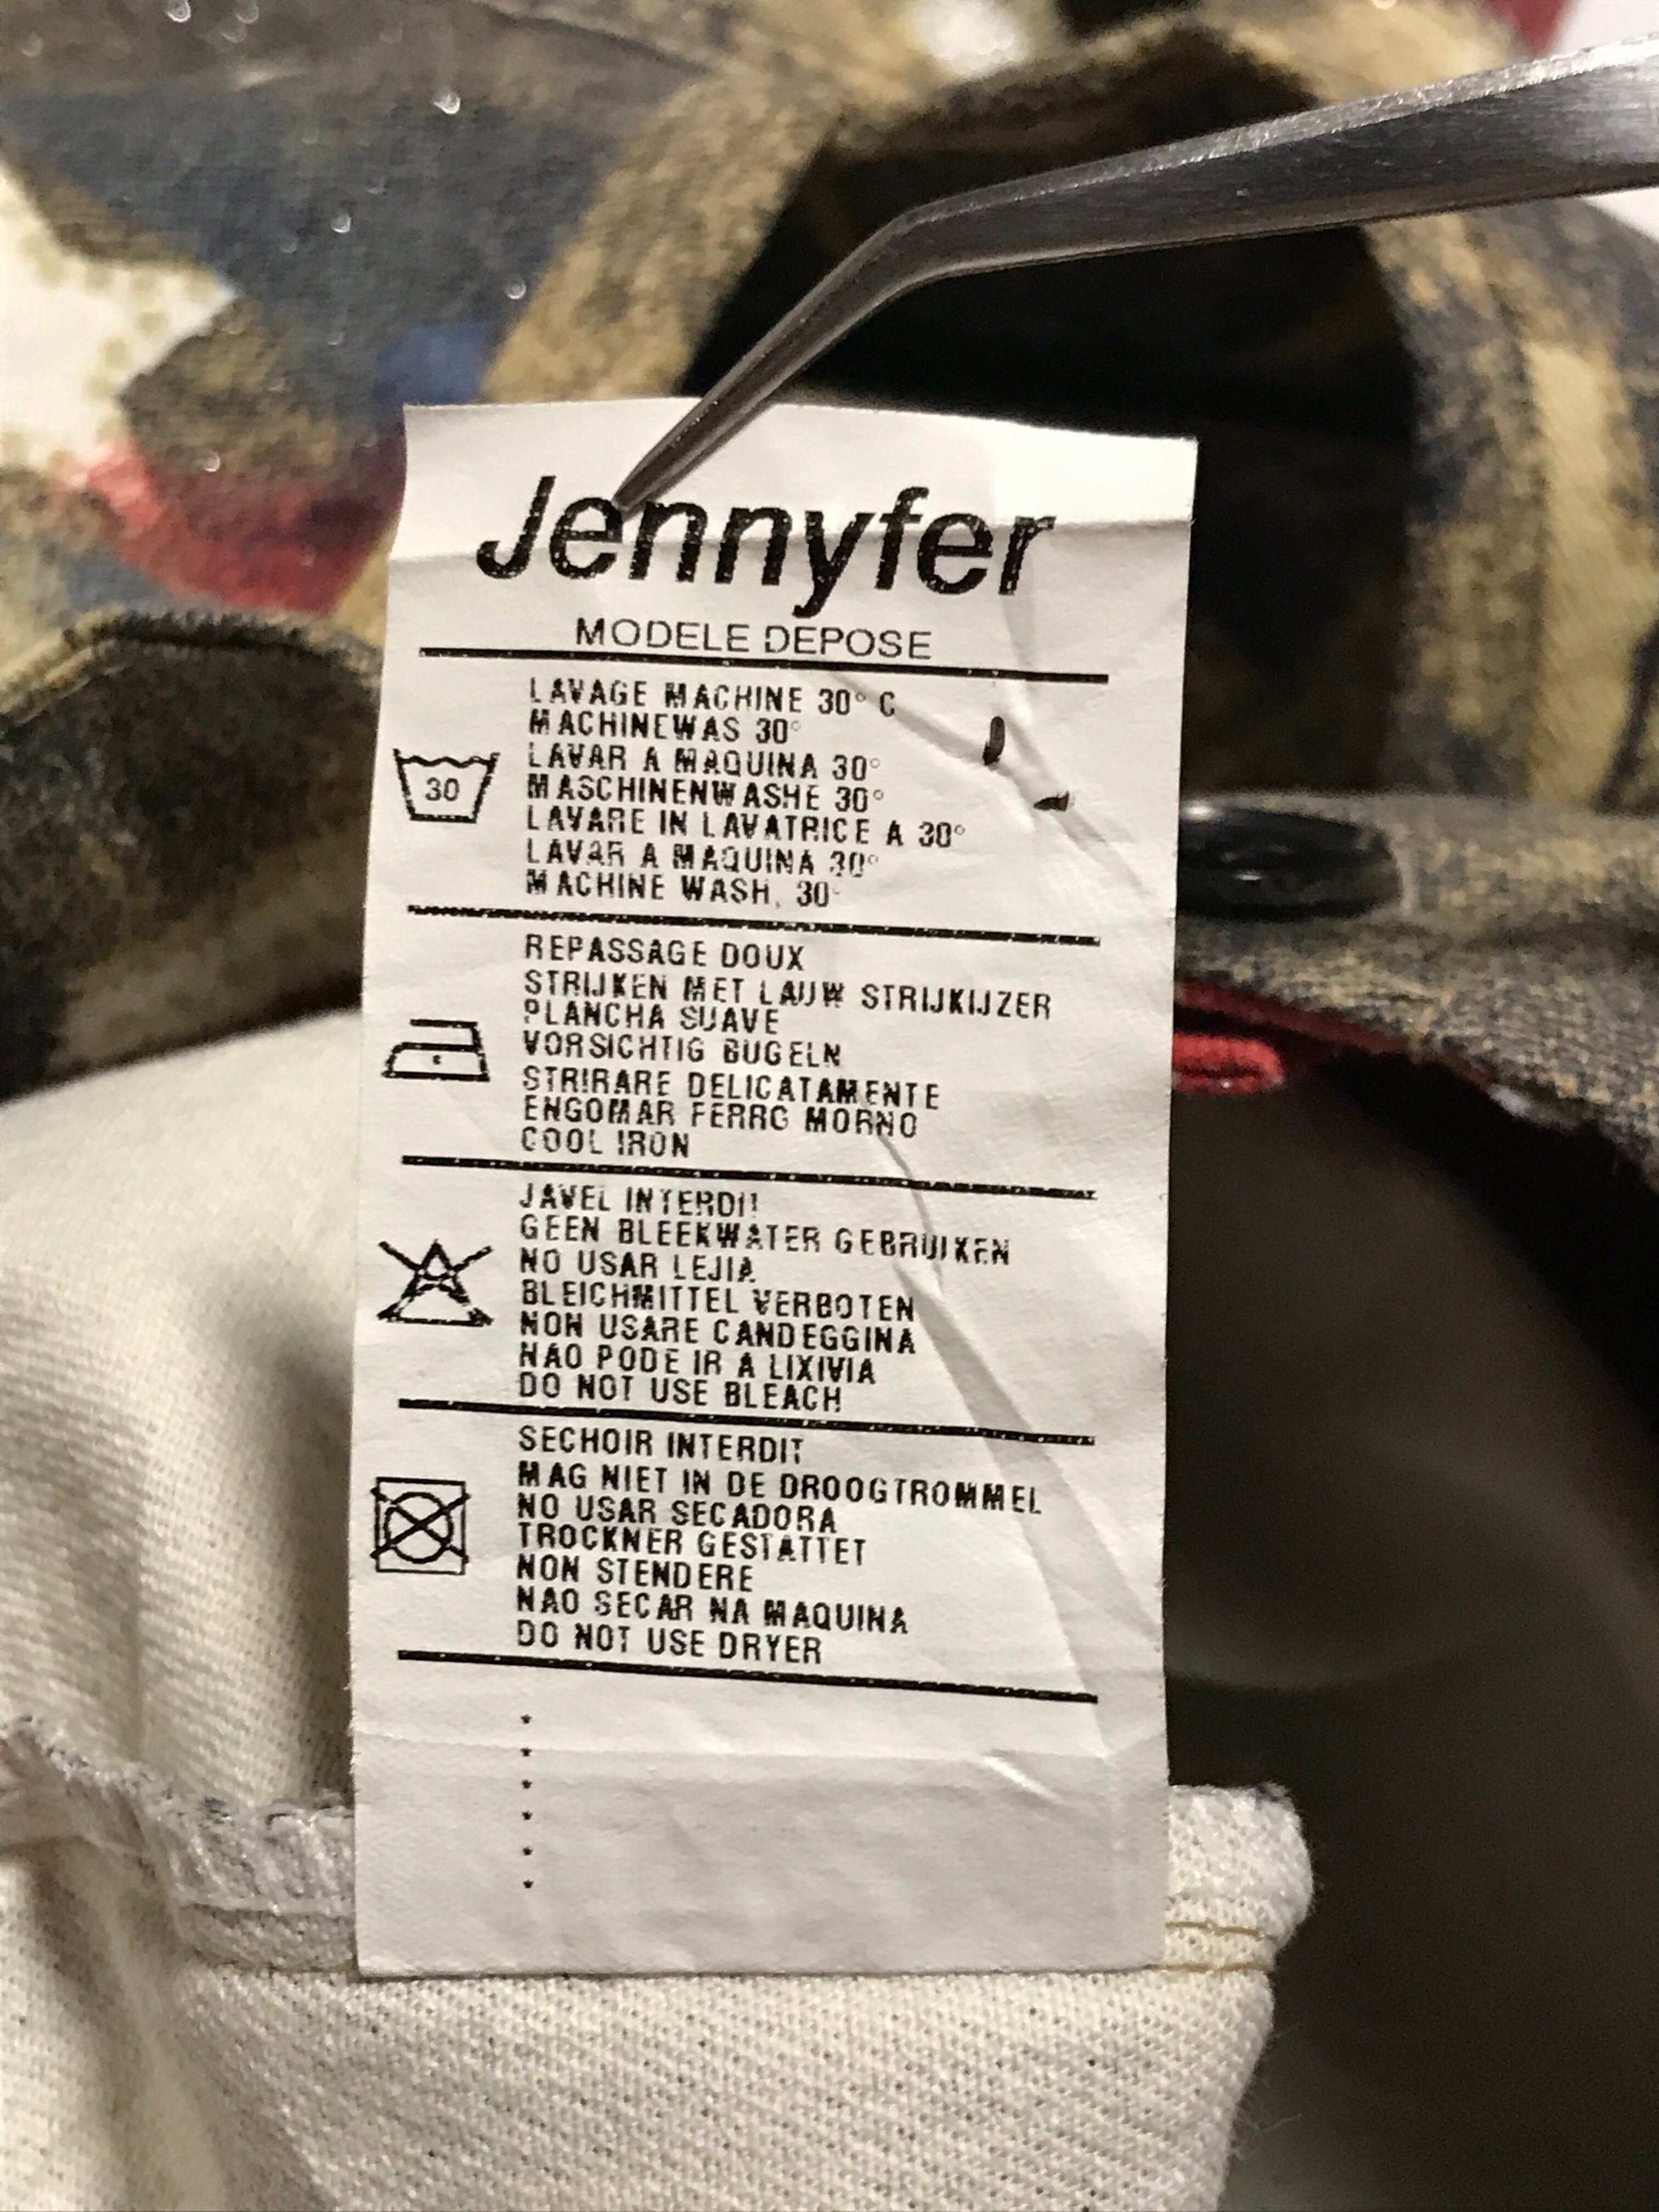 Jennyfer
MODELE DEPOSE
LAVAGE MACHINE 30° C
MACHINEWAS 30°
LAVAR A MAQUINA 30°
MASCHINENWASHE 30°
LAVARE IN LAVATRICE A 30°
LAVAR A MAQUINA 30°
MACHINE WASH, 30°
30
REPASSAGE DOUX
STRIJKEN MET LAUW STRIJKIJZER
PLANCHA SUAVE
VORSICHTIG BUGELN
STRIRARE DELICATAMENTE
ENGOMAR FERRO MORNO
COOL IRON
JAVEL INTERDIT
GEEN BLEEKWATER GEBRUIKEN
NO USAR LEJIA
BLEICHMITTEL VERBOTEN
NON USARE CANDEGGINA
NAO PODE IR A LIXIVIA
DO NOT USE BLEACH
SECHOIR INTERDIT
MAG NIET IN DE DROOGTROMMEL
NO USAR SECADORA
TROCKNER GESTATTET
NON STENDERE
NAO SECAR NA MAQUINA
DO NOT USE DRYER